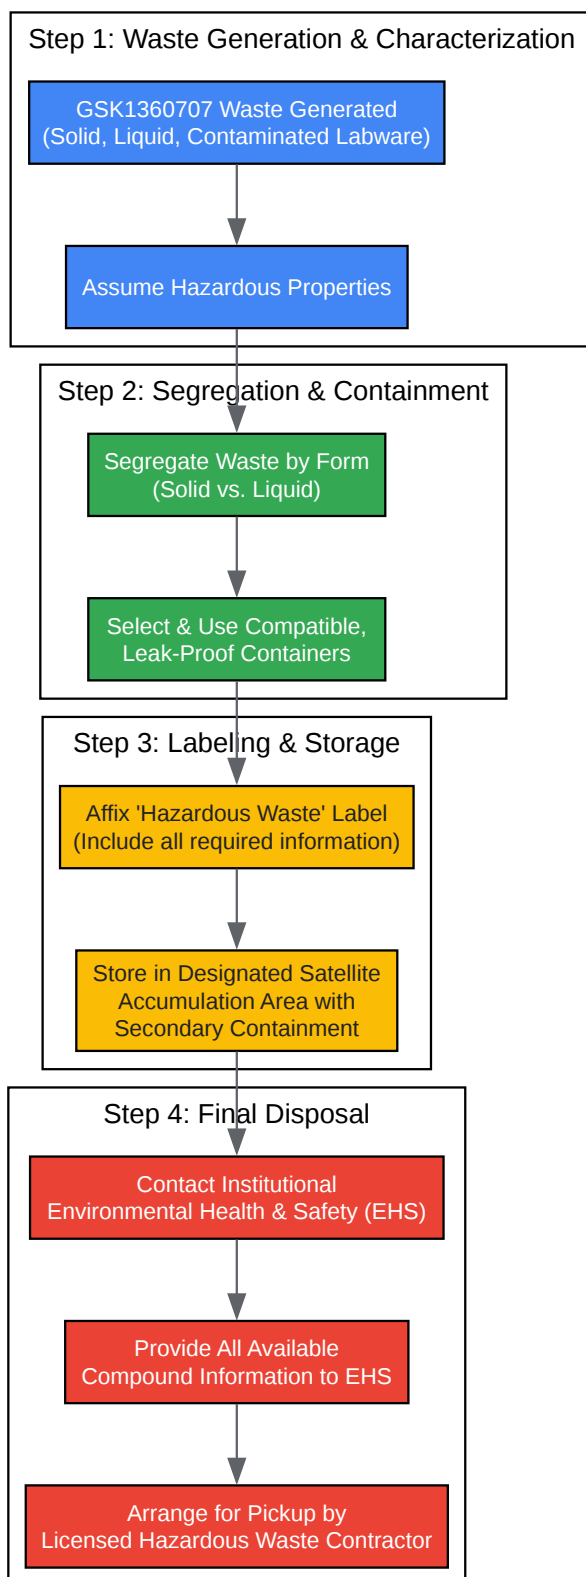 Step 1: Waste Generation & Characterization
GSK1360707 Waste Generated
(Solid, Liquid, Contaminated Labware)
Assume Hazardous Properties
Step 2: Segregation & Containment
Segregate Waste by Form
(Solid vs. Liquid)
Select & Use Compatible,
Leak-Proof Containers
Step 3: Labeling & Storage
Affix 'Hazardous Waste' Label
(Include all required information)
Store in Designated Satellite
Accumulation Area with
Secondary Containment
Step 4: Final Disposal
Contact Institutional
Environmental Health & Safety (EHS)
Provide All Available
Compound Information to EHS
Arrange for Pickup by
Licensed Hazardous Waste Contractor